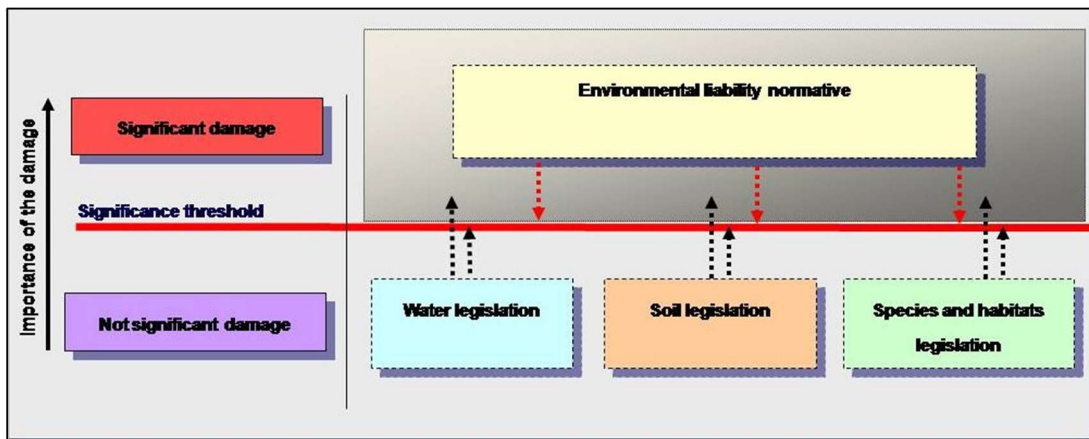 Importance of the damage
Significant damage
Significance threshold
Not significant damage
Environmental liability normative
Water legislation
Soil legislation
Species and habitats
legislation